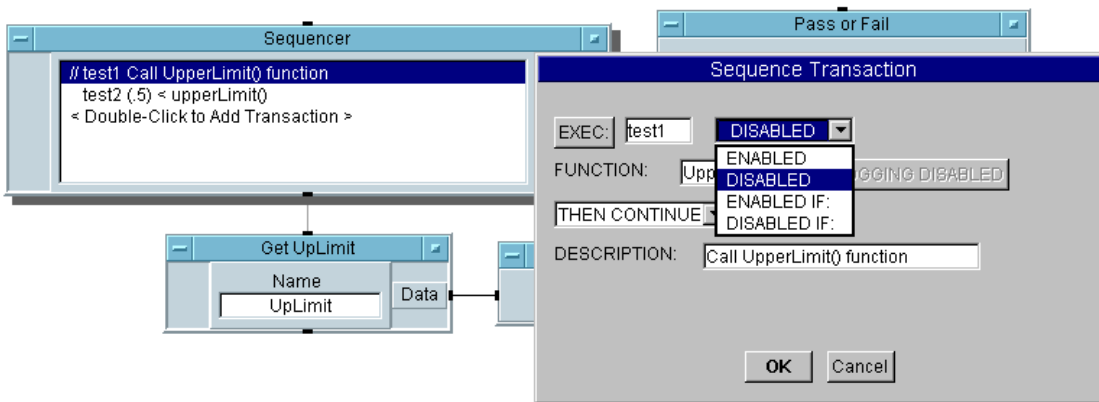 Sequencer
// test1 Call UpperLimit() function
test2 (.5) < upperLimit()
< Double-Click to Add Transaction >
Get UpLimit
Name
UpLimit
Data
Pass or Fail
Sequence Transaction
EXEC: test1 DISABLED
ENABLED
DISABLED
ENABLED IF:
DISABLED IF:
FUNCTION: DISABLED
THEN CONTINUE
DESCRIPTION: Call UpperLimit() function
OK Cancel